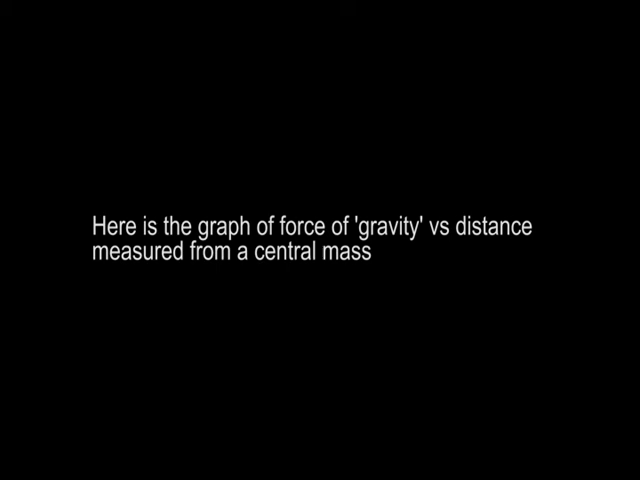 Here is the graph of force of 'gravity' vs distance
measured from a central mass